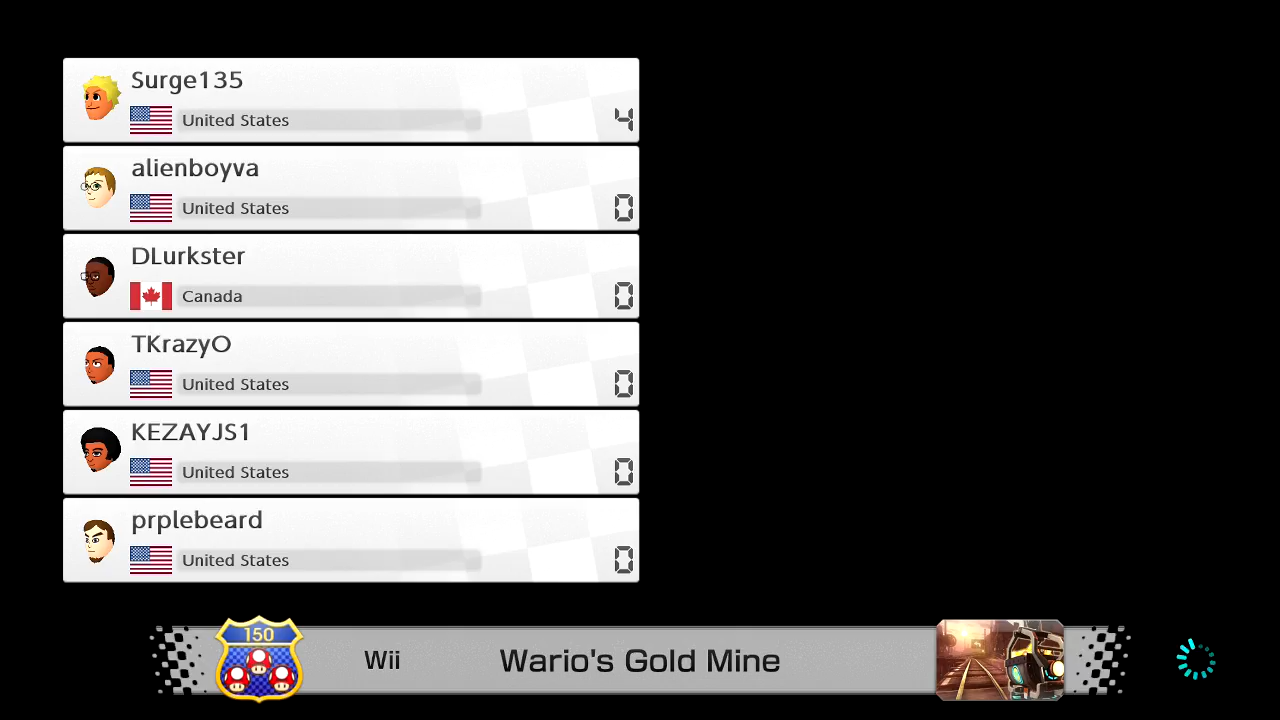 Surge135
United States
4
alienboyva
United States
0
DLurkster
Canada
0
TKrazyO
United States
0
KEZAYJS1
United States
0
prplebeard
United States
0
150
Wii Wario's Gold Mine